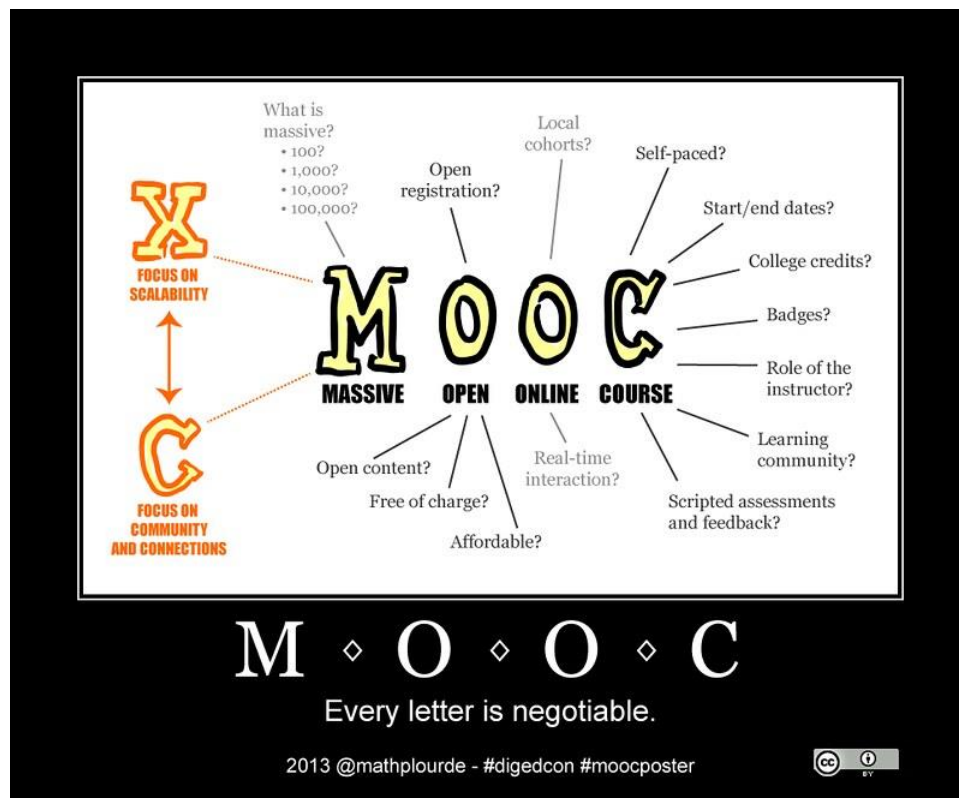 What is
massive?
• 100?
• 1,000?
• 10,000?
• 100,000?
Open
registration?
Local
cohorts?
Self-paced?
Start/end dates?
College credits?
Badges?
Role of the
instructor?
Learning
community?
Scripted assessments
and feedback?
X
FOCUS ON
SCALABILITY
C
FOCUS ON
COMMUNITY
AND CONNECTIONS
MOOC
MASSIVE OPEN ONLINE COURSE
Open content?
Free of charge?
Affordable?
Real-time
interaction?
M ⋄ O ⋄ O ⋄ C
Every letter is negotiable.
2013 @mathplourde - #digedcon #moocposter
cc
BY